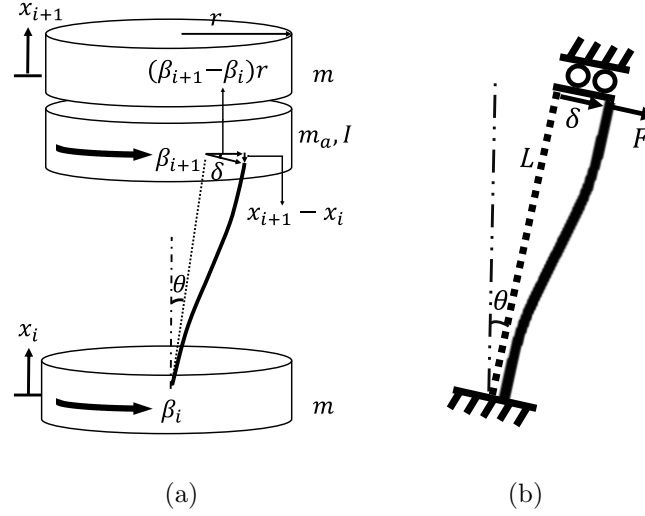 x_{i+1}
r
(β_{i+1}−β_i)r
m
m_a, I
β_{i+1}
δ
x_{i+1} − x_i
θ
x_i
β_i
m
(a)
δ
F
L
θ
(b)